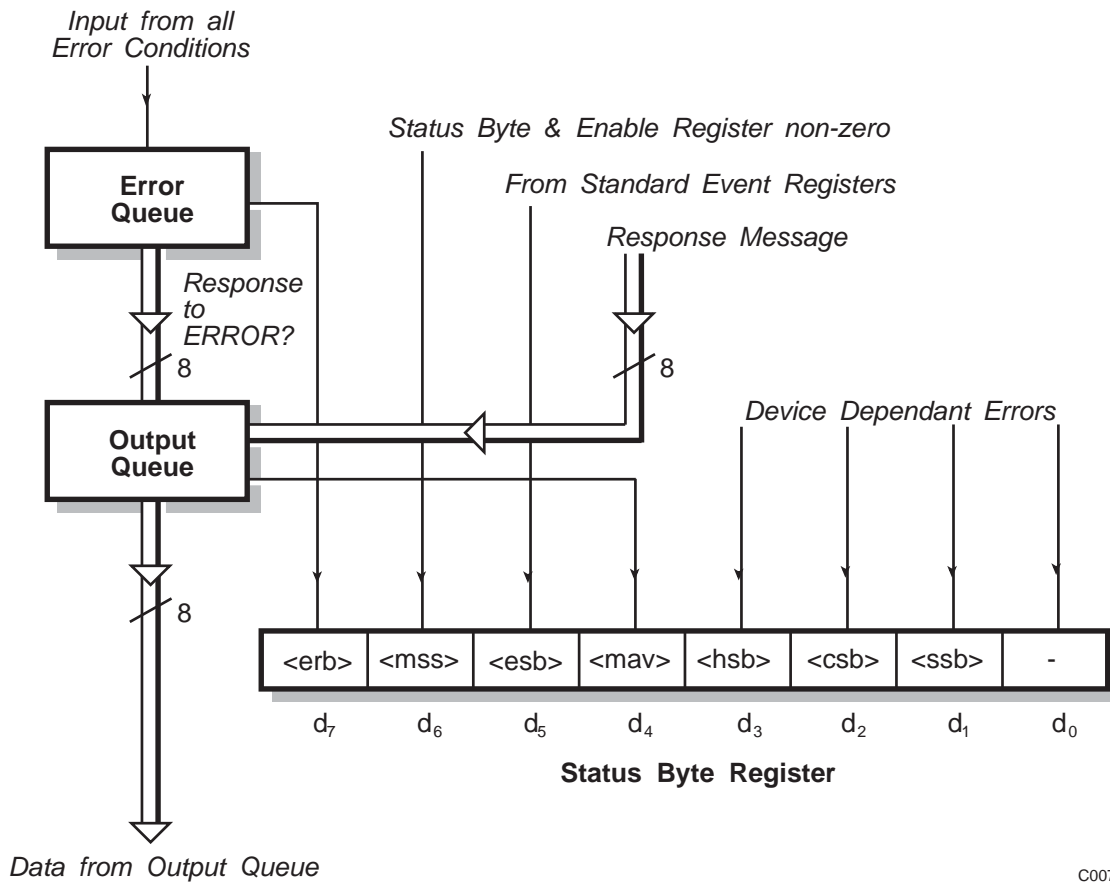 Input from all
Error Conditions
Status Byte & Enable Register non-zero
Error
Queue
From Standard Event Registers
Response Message
Response
to
ERROR?
8
8
Device Dependant Errors
Output
Queue
8
<erb> <mss> <esb> <mav> <hsb> <csb> <ssb> -
d7 d6 d5 d4 d3 d2 d1 d0
Status Byte Register
Data from Output Queue
C007